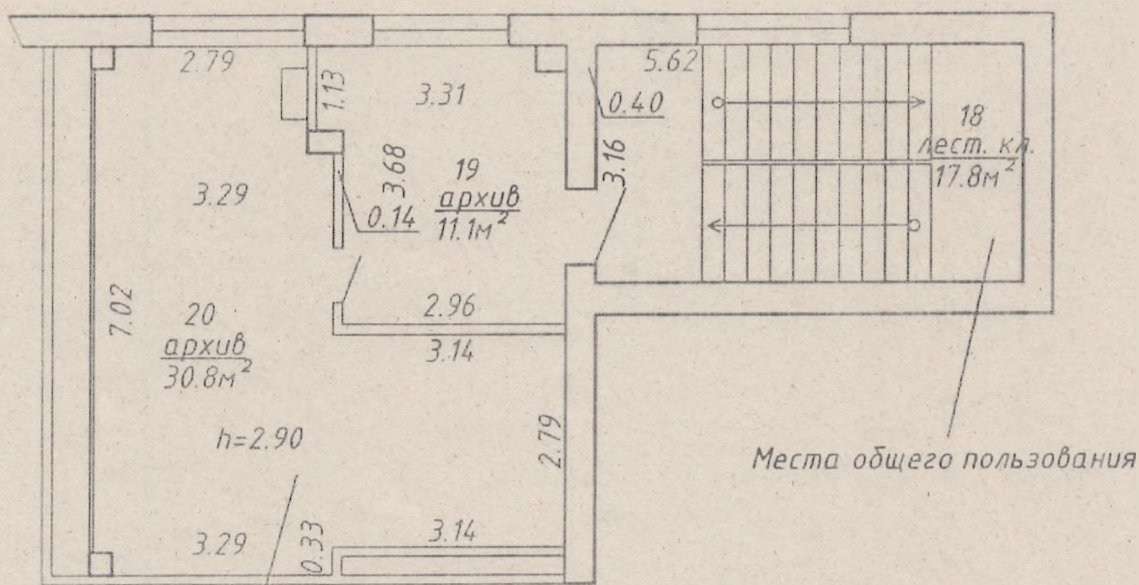 2.79
1.13
3.31
5.62
0.40
18
лест. кл.
17.8м²
3.29
3.68
19
архив
11.1м²
0.14
3.16
7.02
20
архив
30.8м²
2.96
3.14
h=2.90
2.79
Места общего пользования
3.29
0.33
3.14